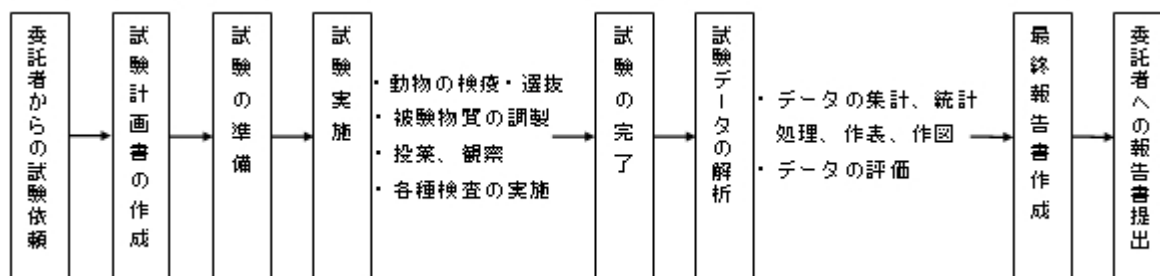 委託者からの試験依頼
試験計画書の作成
試験の準備
試験実施
・動物の検疫・選抜
・被験物質の調製
・投薬、観察
・各種検査の実施
試験の完了
試験データの解析
・データの集計、統計
処理、作表、作図
・データの評価
最終報告書作成
委託者への報告書提出